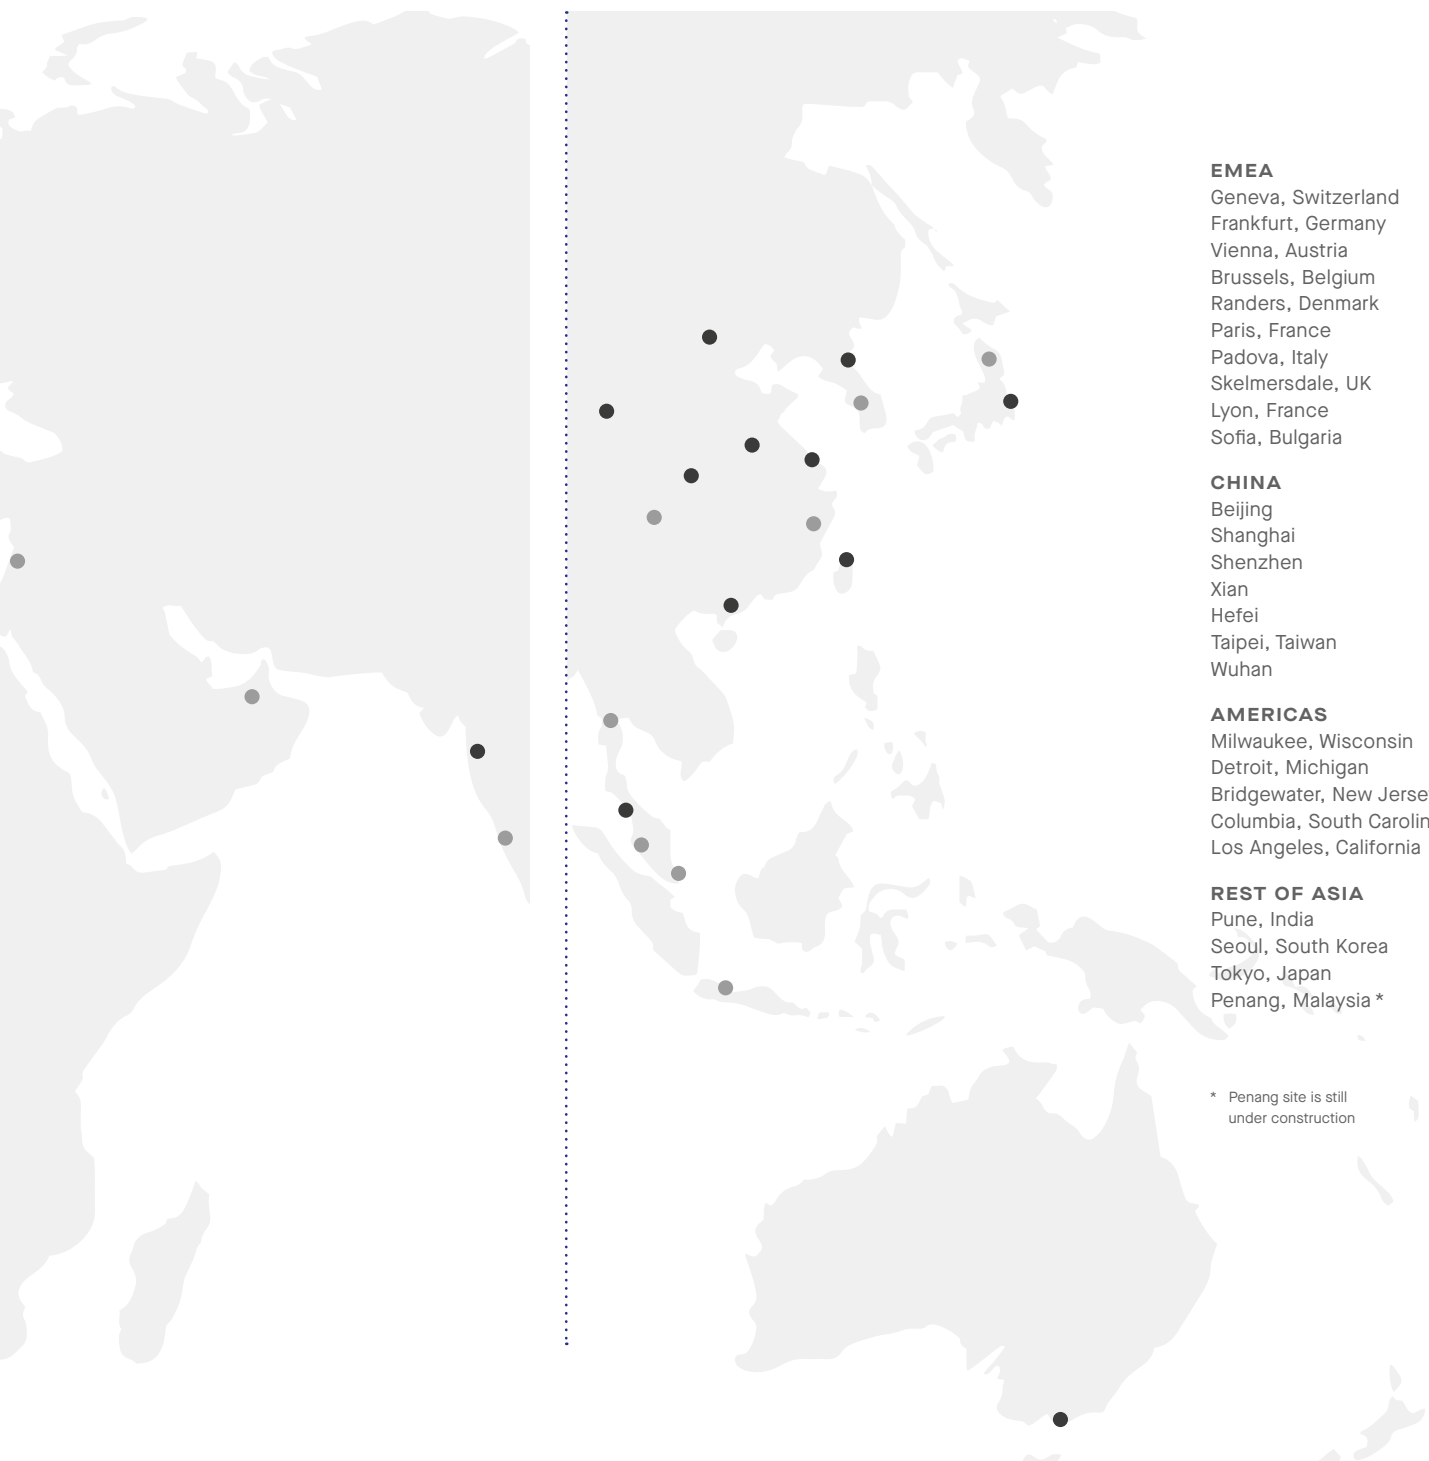 EMEA
Geneva, Switzerland
Frankfurt, Germany
Vienna, Austria
Brussels, Belgium
Randers, Denmark
Paris, France
Padova, Italy
Skelmersdale, UK
Lyon, France
Sofia, Bulgaria
CHINA
Beijing
Shanghai
Shenzhen
Xian
Hefei
Taipei, Taiwan
Wuhan
AMERICAS
Milwaukee, Wisconsin
Detroit, Michigan
Bridgewater, New Jerse
Columbia, South Carolin
Los Angeles, California
REST OF ASIA
Pune, India
Seoul, South Korea
Tokyo, Japan
Penang, Malaysia *
* Penang site is still
under construction